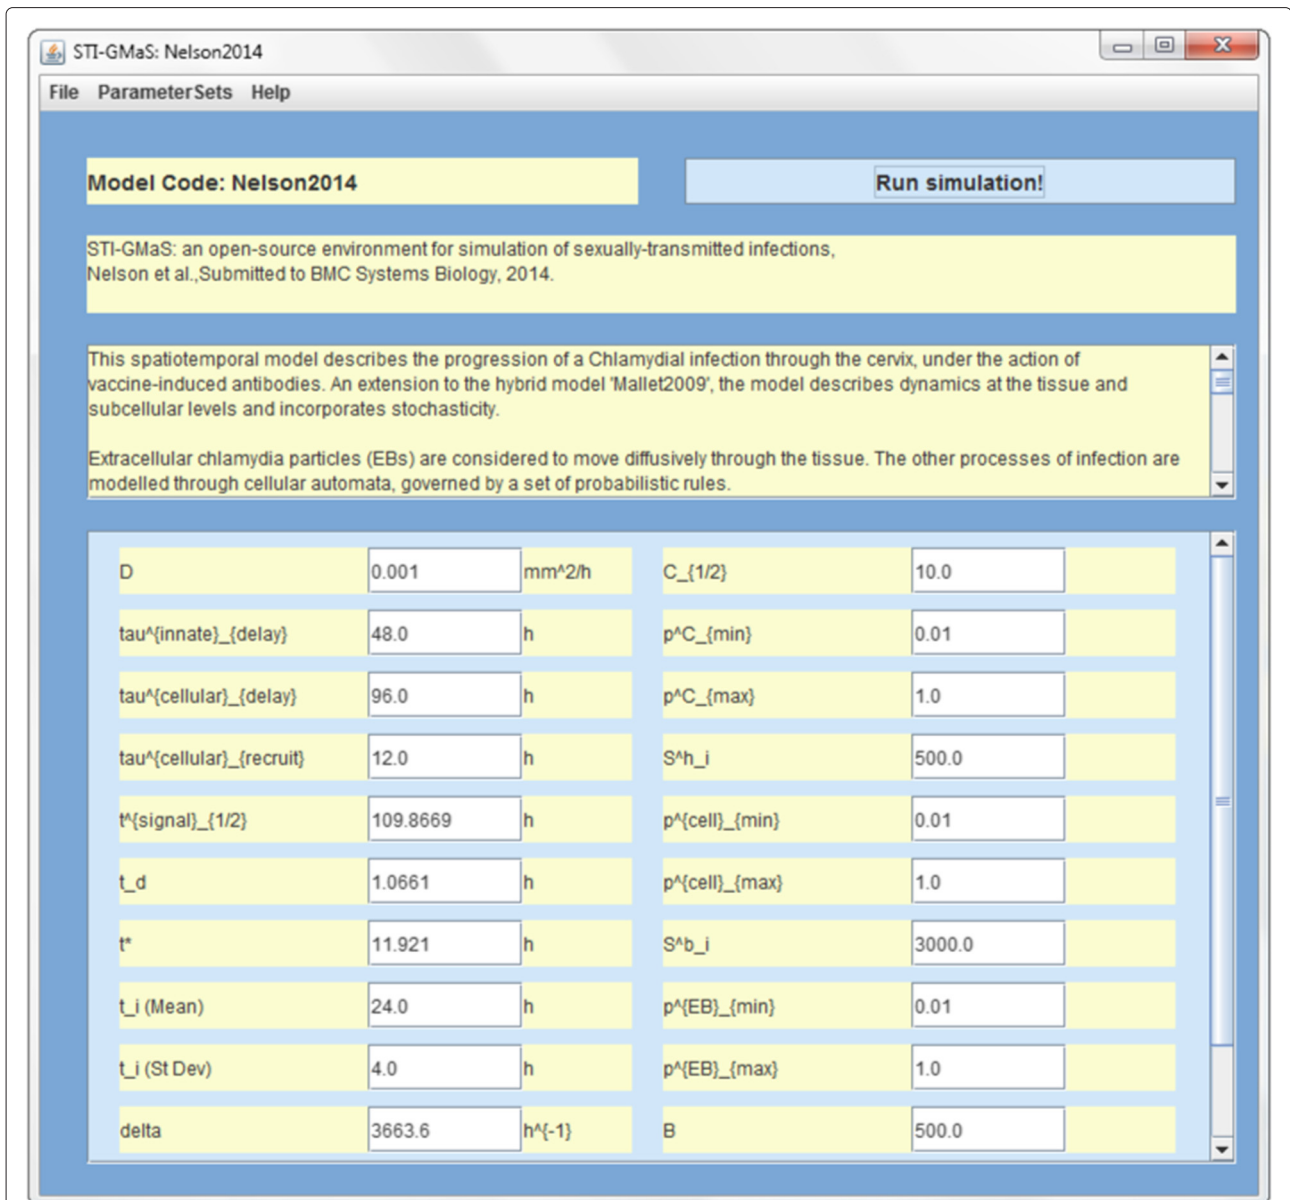 STI-GMaS: Nelson2014
File ParameterSets Help
Model Code: Nelson2014
Run simulation!
STI-GMaS: an open-source environment for simulation of sexually-transmitted infections,
Nelson et al.,Submitted to BMC Systems Biology, 2014.
This spatiotemporal model describes the progression of a Chlamydial infection through the cervix, under the action of
vaccine-induced antibodies. An extension to the hybrid model 'Mallet2009', the model describes dynamics at the tissue and
subcellular levels and incorporates stochasticity.
Extracellular chlamydia particles (EBs) are considered to move diffusively through the tissue. The other processes of infection are
modelled through cellular automata, governed by a set of probabilistic rules.
D 0.001 mm^2/h C_{1/2} 10.0
tau^{innate}_{delay} 48.0 h p^C_{min} 0.01
tau^{cellular}_{delay} 96.0 h p^C_{max} 1.0
tau^{cellular}_{recruit} 12.0 h S^h_i 500.0
t^{signal}_{1/2} 109.8669 h p^{cell}_{min} 0.01
t_d 1.0661 h p^{cell}_{max} 1.0
t* 11.921 h S^b_i 3000.0
t_i (Mean) 24.0 h p^{EB}_{min} 0.01
t_i (St Dev) 4.0 h p^{EB}_{max} 1.0
delta 3663.6 h^{-1} B 500.0